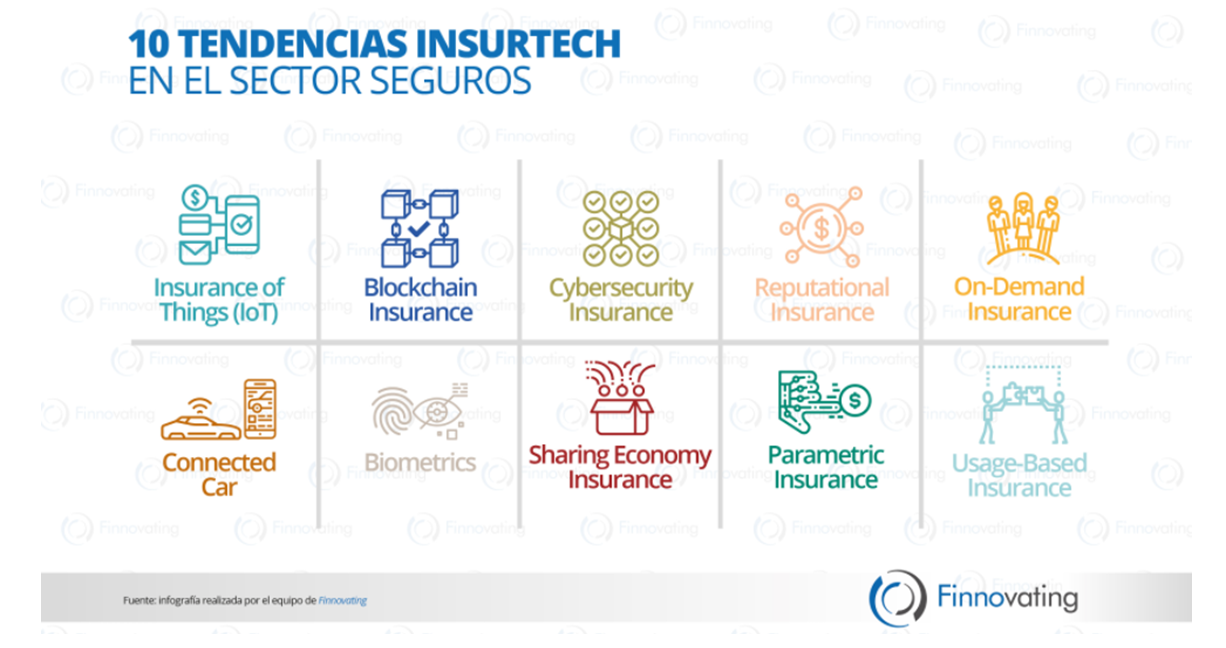 10 TENDENCIAS INSURTECH
EN EL SECTOR SEGUROS
Insurance of
Things (IoT)
Blockchain
Insurance
Cybersecurity
Insurance
Reputational
Insurance
On-Demand
Insurance
Connected
Car
Biometrics
Sharing Economy
Insurance
Parametric
Insurance
Usage-Based
Insurance
Fuente: infografía realizada por el equipo de Finnovating
Finnovating